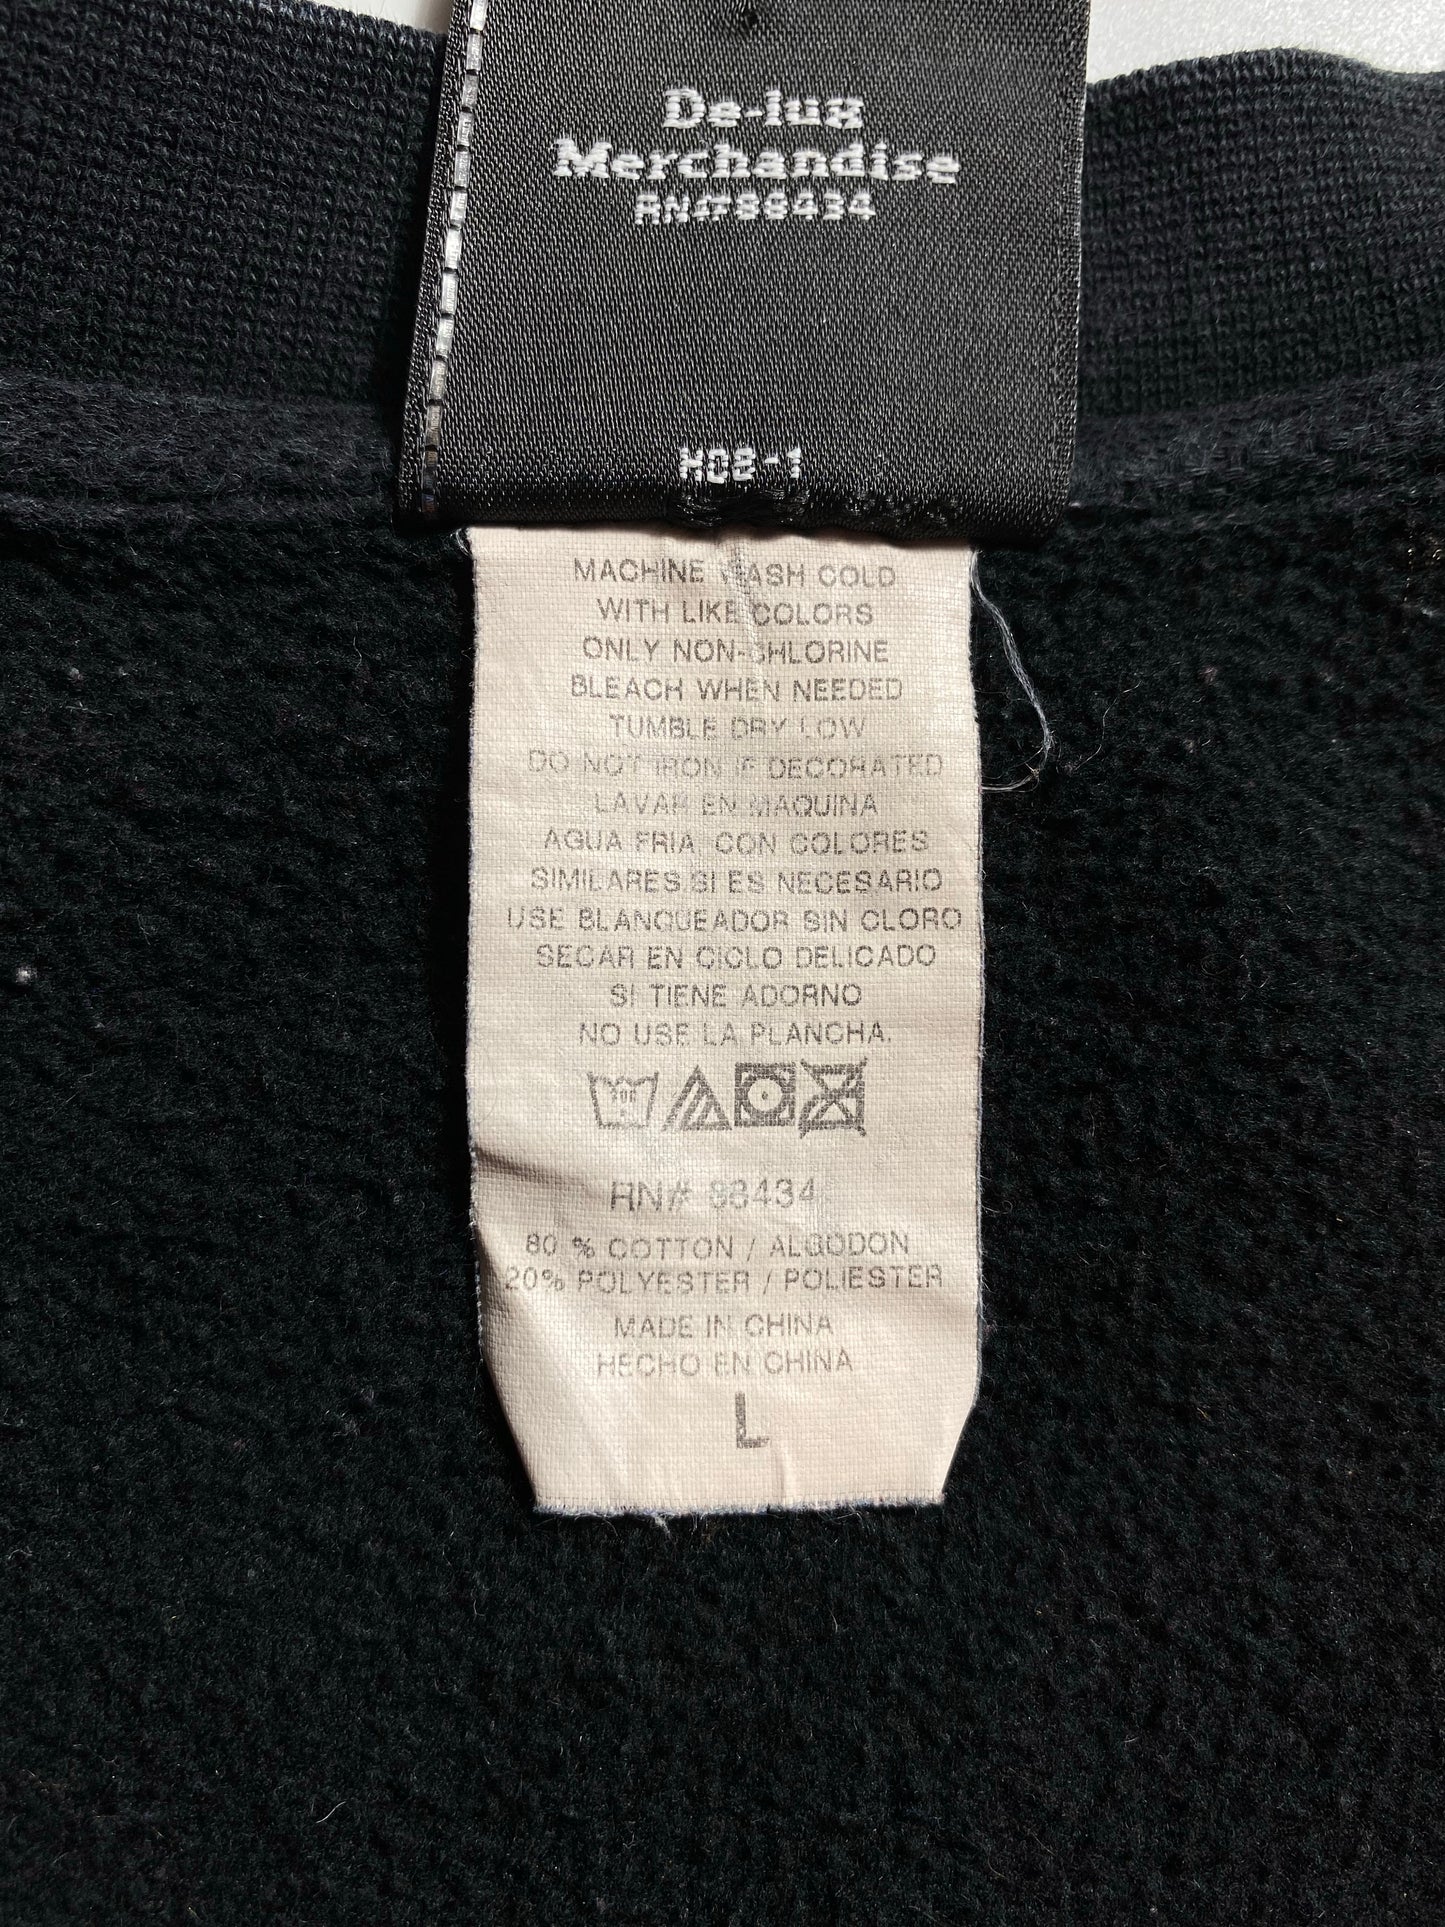 De-lux
Merchandise
RN#88434
H08-1
MACHINE WASH COLD
WITH LIKE COLORS
ONLY NON-CHLORINE
BLEACH WHEN NEEDED
TUMBLE DRY LOW
DO NOT IRON IF DECORATED
LAVAR EN MAQUINA
AGUA FRIA CON COLORES
SIMILARES.SI ES NECESARIO
USE BLANQUEADOR SIN CLORO
SECAR EN CICLO DELICADO
SI TIENE ADORNO
NO USE LA PLANCHA.
RN# 88434
80 % COTTON / ALGODON
20% POLYESTER / POLIESTER
MADE IN CHINA
HECHO EN CHINA
L